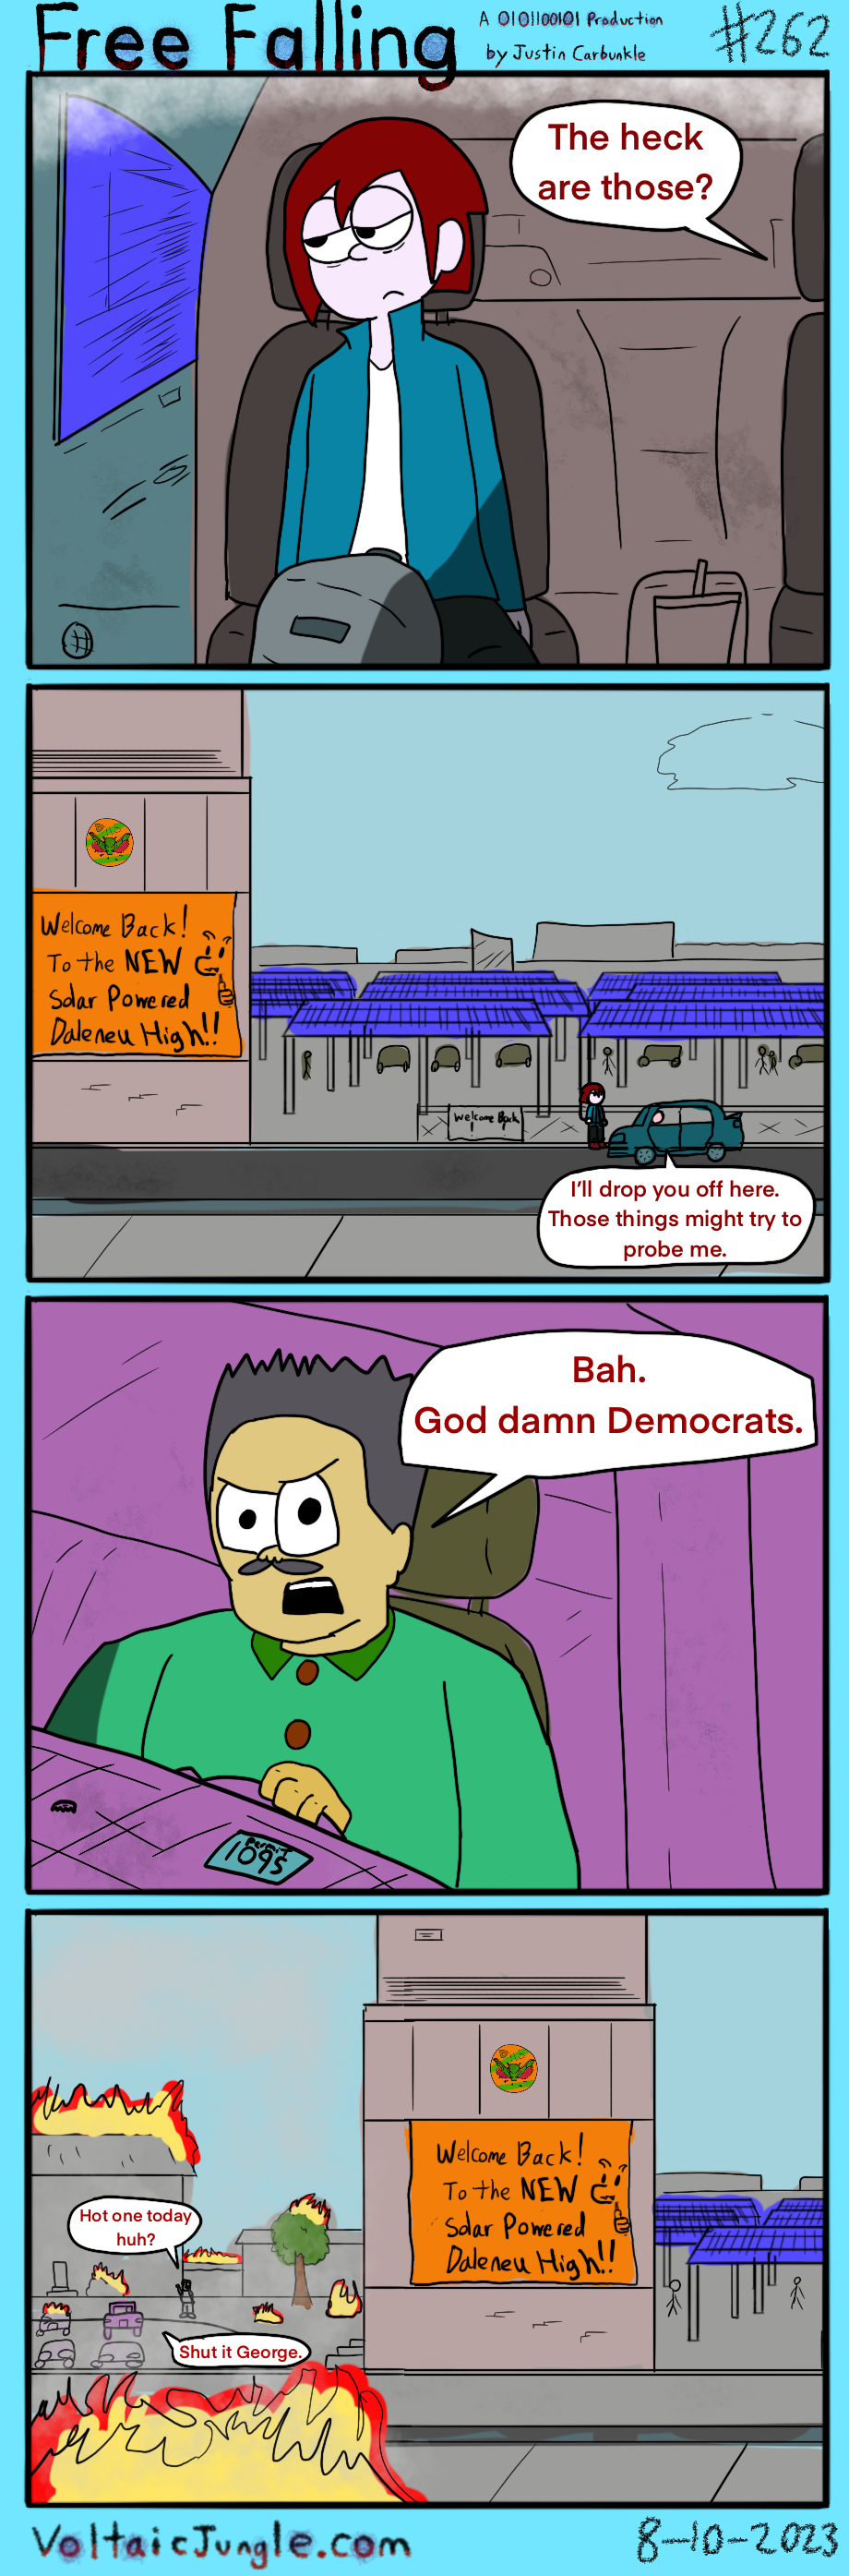 Free Falling
A 0101100101 Production
by Justin Carbunkle
#262
The heck
are those?
Welcome Back!
To the NEW
Solar Powered
Daleneu High!!
Welcome Back
!
I'll drop you off here.
Those things might try to
probe me.
Bah.
God damn Democrats.
Permit
1095
Hot one today
huh?
Shut it George.
Welcome Back!
To the NEW
Solar Powered
Daleneu High!!
VoltaicJungle.com
8-10-2023